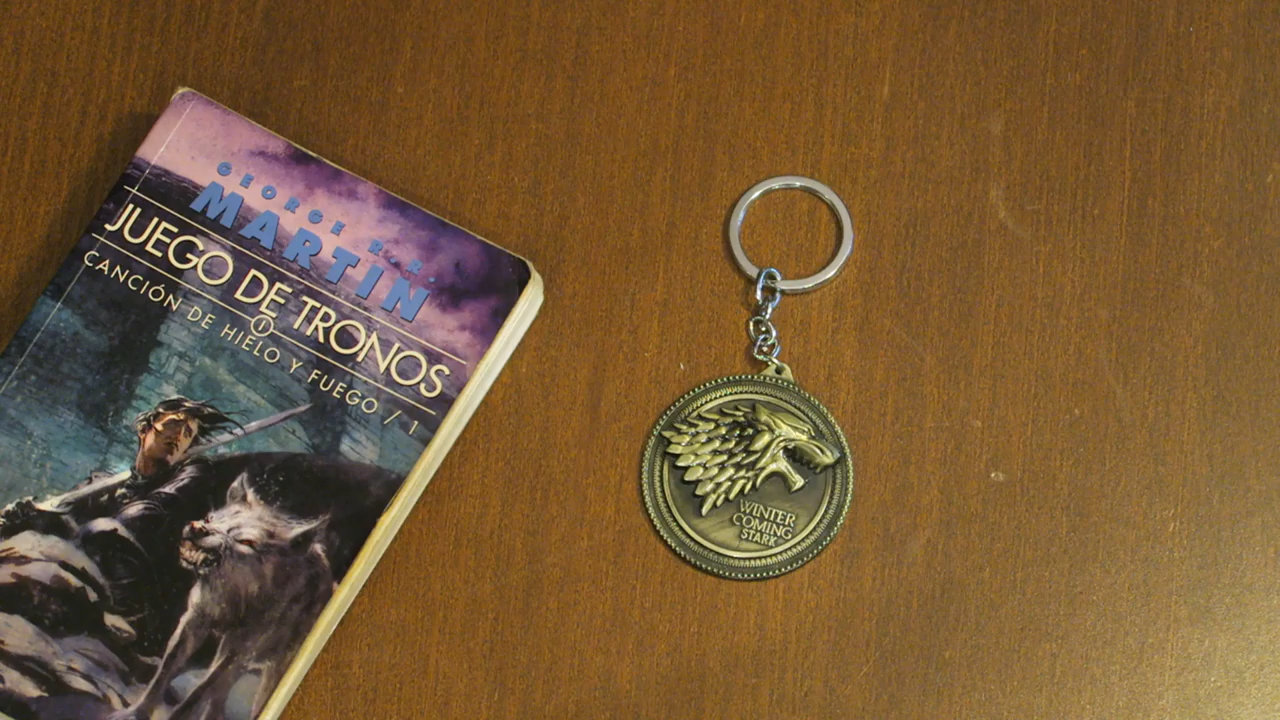 GEORGE R.R.
MARTIN
JUEGO DE TRONOS
1
CANCIÓN DE HIELO Y FUEGO / 1
WINTER
COMING
STARK